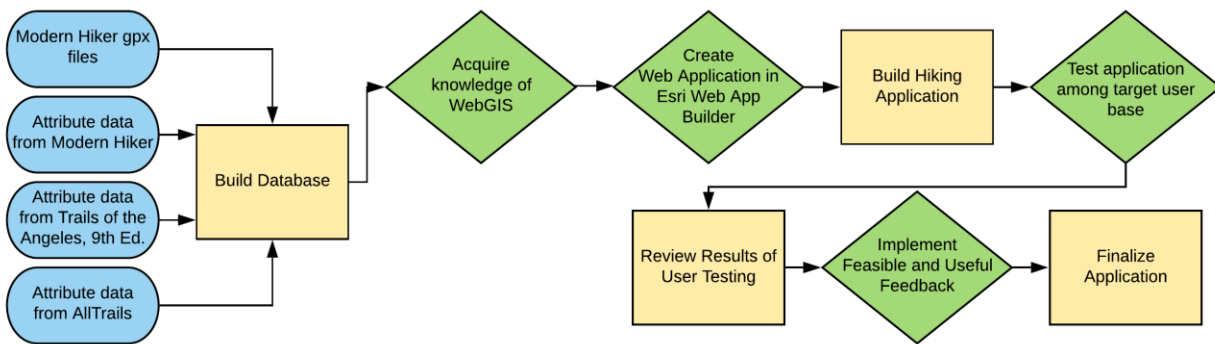 Modern Hiker gpx
files
Attribute data
from Modern Hiker
Attribute data
from Trails of the
Angeles, 9th Ed.
Attribute data
from AllTrails
Build Database
Acquire
knowledge of
WebGIS
Create
Web Application in
Esri Web App
Builder
Build Hiking
Application
Test application
among target user
base
Review Results of
User Testing
Implement
Feasible and Useful
Feedback
Finalize
Application